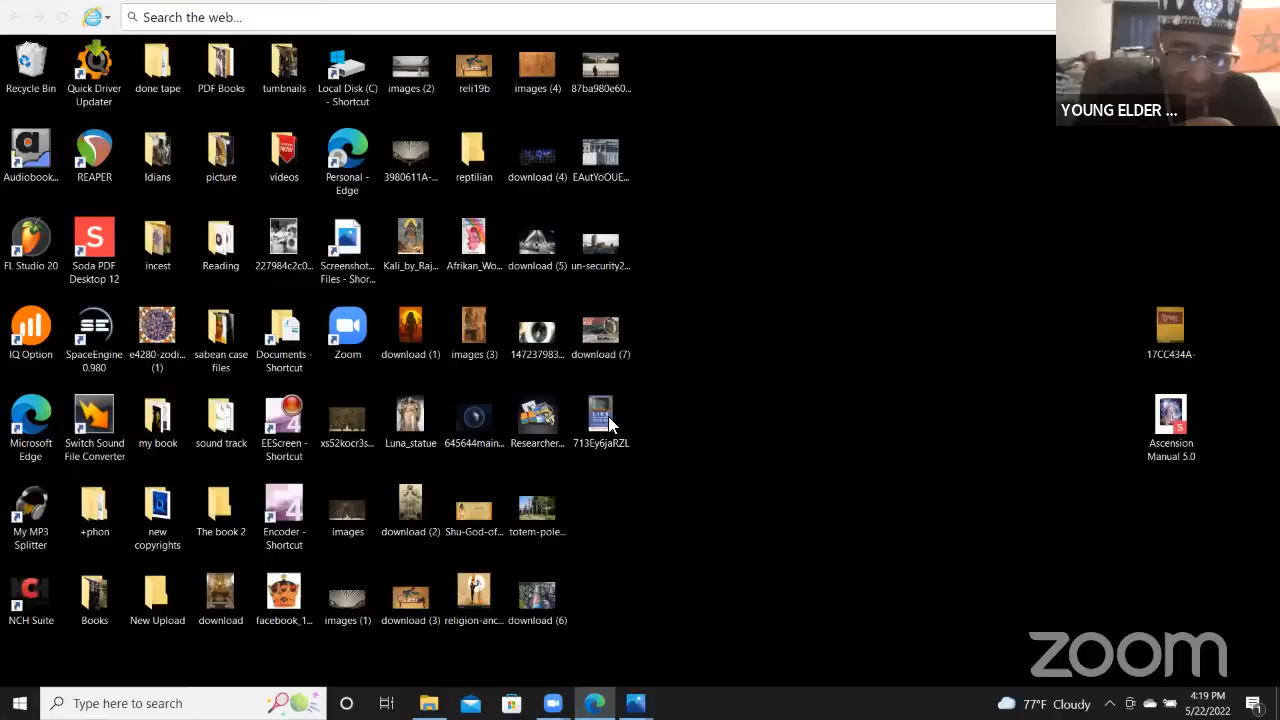 Search the web...
YOUNG ELDER ...
Recycle Bin
Quick Driver
Updater
done tape
PDF Books
tumbnails
Local Disk (C)
- Shortcut
images (2)
reli19b
images (4)
87ba980e60...
Audiobook...
REAPER
Idians
picture
videos
Personal -
Edge
3980611A-...
reptilian
download (4)
EAutYoOUE...
FL Studio 20
Soda PDF
Desktop 12
incest
Reading
227984c2c0...
Screenshot...
Files - Shor...
Kali_by_Raj...
Afrikan_Wo...
download (5)
un-security2...
IQ Option
SpaceEngine
0.980
e4280-zodi...
(1)
sabean case
files
Documents -
Shortcut
Zoom
download (1)
images (3)
147237983...
download (7)
17CC434A-
Microsoft
Edge
Switch Sound
File Converter
my book
sound track
EEScreen -
Shortcut
xs52kocr3s...
Luna_statue
645644main...
Researcher...
713Ey6jaRZL
Ascension
Manual 5.0
My MP3
Splitter
+phon
new
copyrights
The book 2
Encoder -
Shortcut
images
download (2)
Shu-God-of...
totem-pole...
NCH Suite
Books
New Upload
download
facebook_1...
images (1)
download (3)
religion-anc...
download (6)
zoom
Type here to search
77°F Cloudy
4:19 PM
5/22/2022